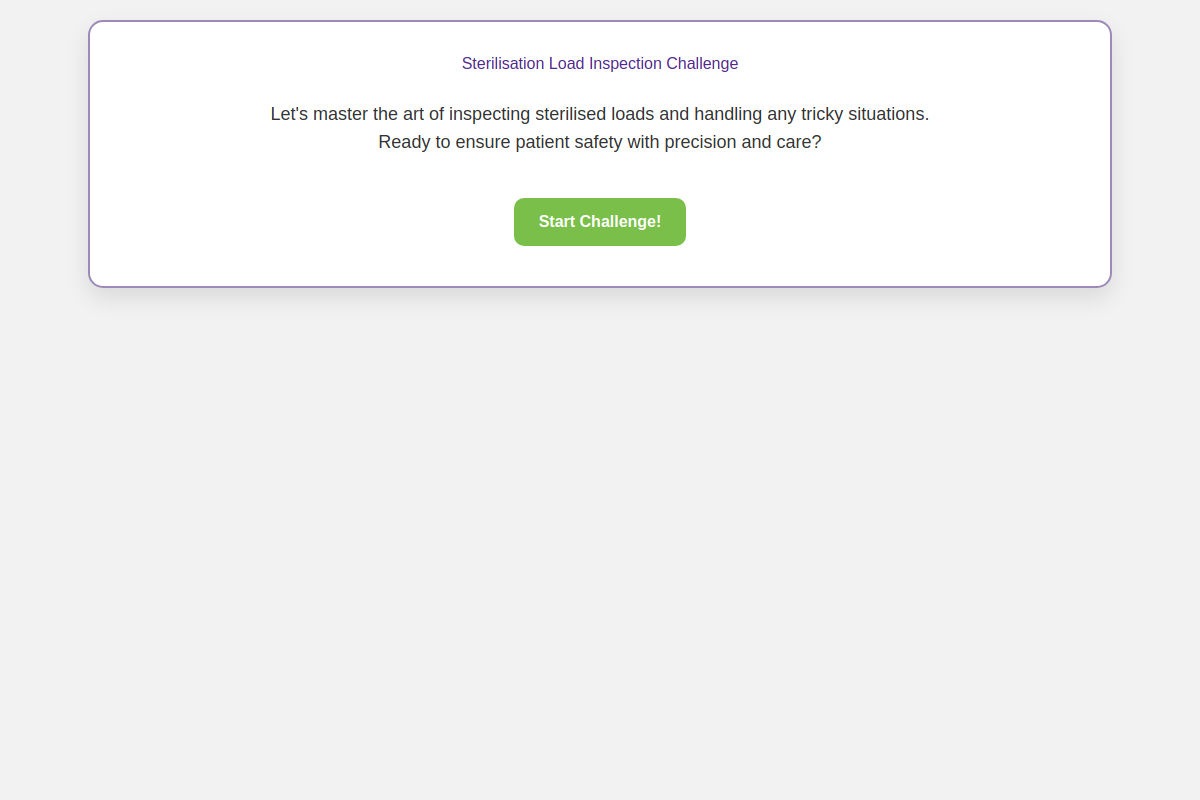 Sterilisation Load Inspection Challenge
Let's master the art of inspecting sterilised loads and handling any tricky situations.
Ready to ensure patient safety with precision and care?
Start Challenge!